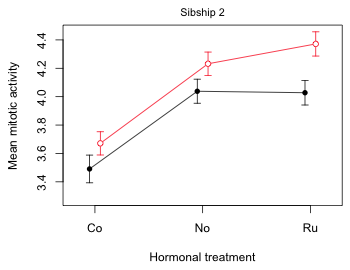 Sibship 2
Mean mitotic activity
4.4
4.2
4.0
3.8
3.6
3.4
Co No Ru
Hormonal treatment